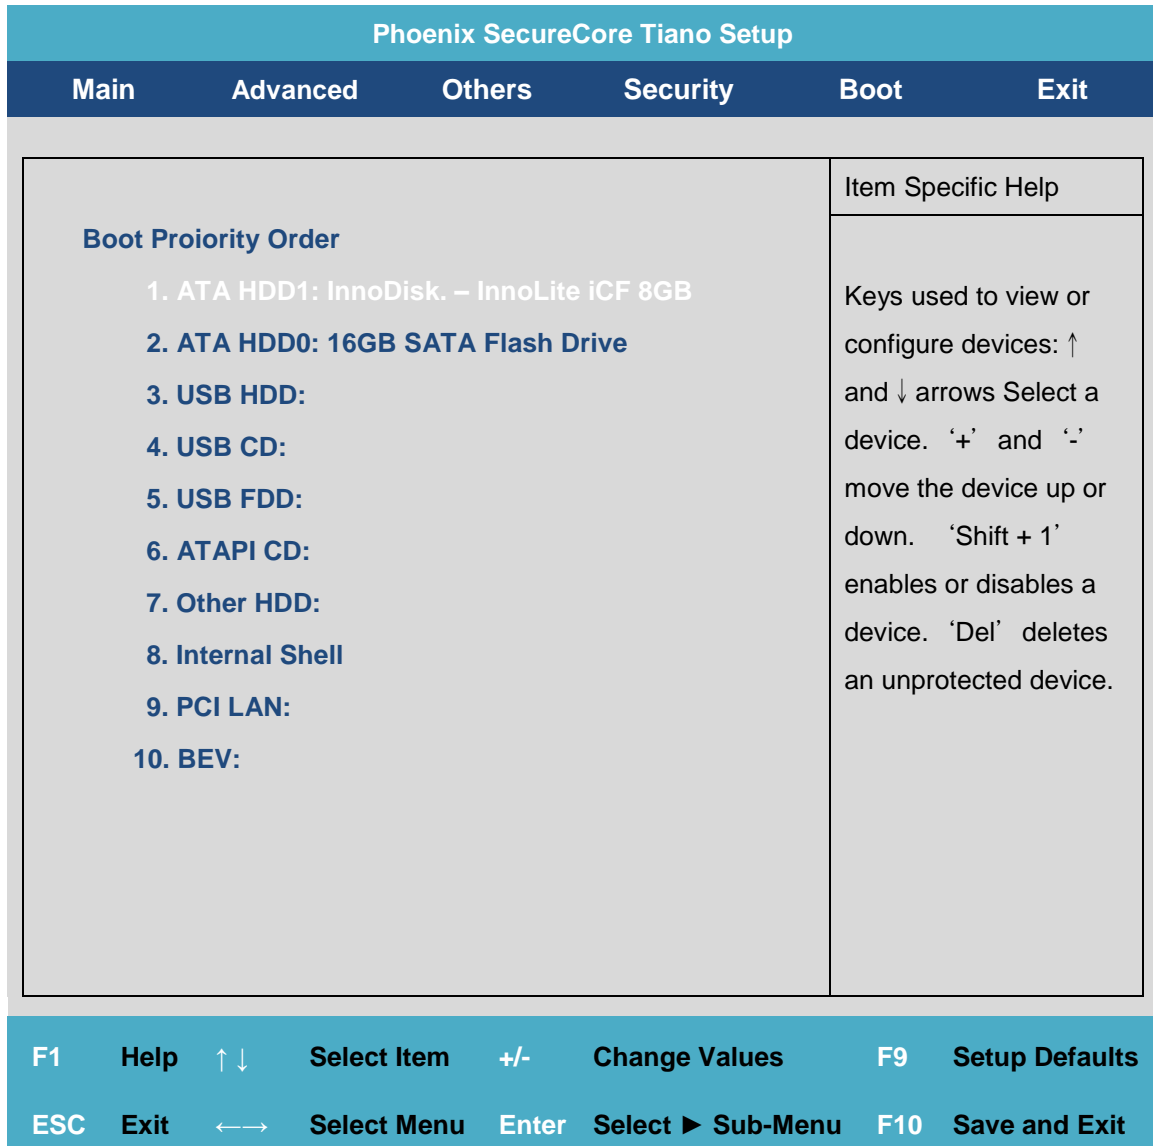 Phoenix SecureCore Tiano Setup
Main Advanced Others Security Boot Exit
Boot Proiority Order
1. ATA HDD1: InnoDisk. – InnoLite iCF 8GB
2. ATA HDD0: 16GB SATA Flash Drive
3. USB HDD:
4. USB CD:
5. USB FDD:
6. ATAPI CD:
7. Other HDD:
8. Internal Shell
9. PCI LAN:
10. BEV:
Item Specific Help
Keys used to view or
configure devices: ↑
and ↓ arrows Select a
device. ‘+’ and ‘-’
move the device up or
down. ‘Shift + 1’
enables or disables a
device. ‘Del’ deletes
an unprotected device.
F1 Help ↑↓ Select Item +/- Change Values F9 Setup Defaults
ESC Exit ←→ Select Menu Enter Select ► Sub-Menu F10 Save and Exit